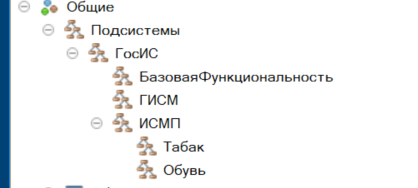 Общие
Подсистемы
ГосИС
БазоваяФункциональность
ГИСМ
ИСМП
Табак
Обувь